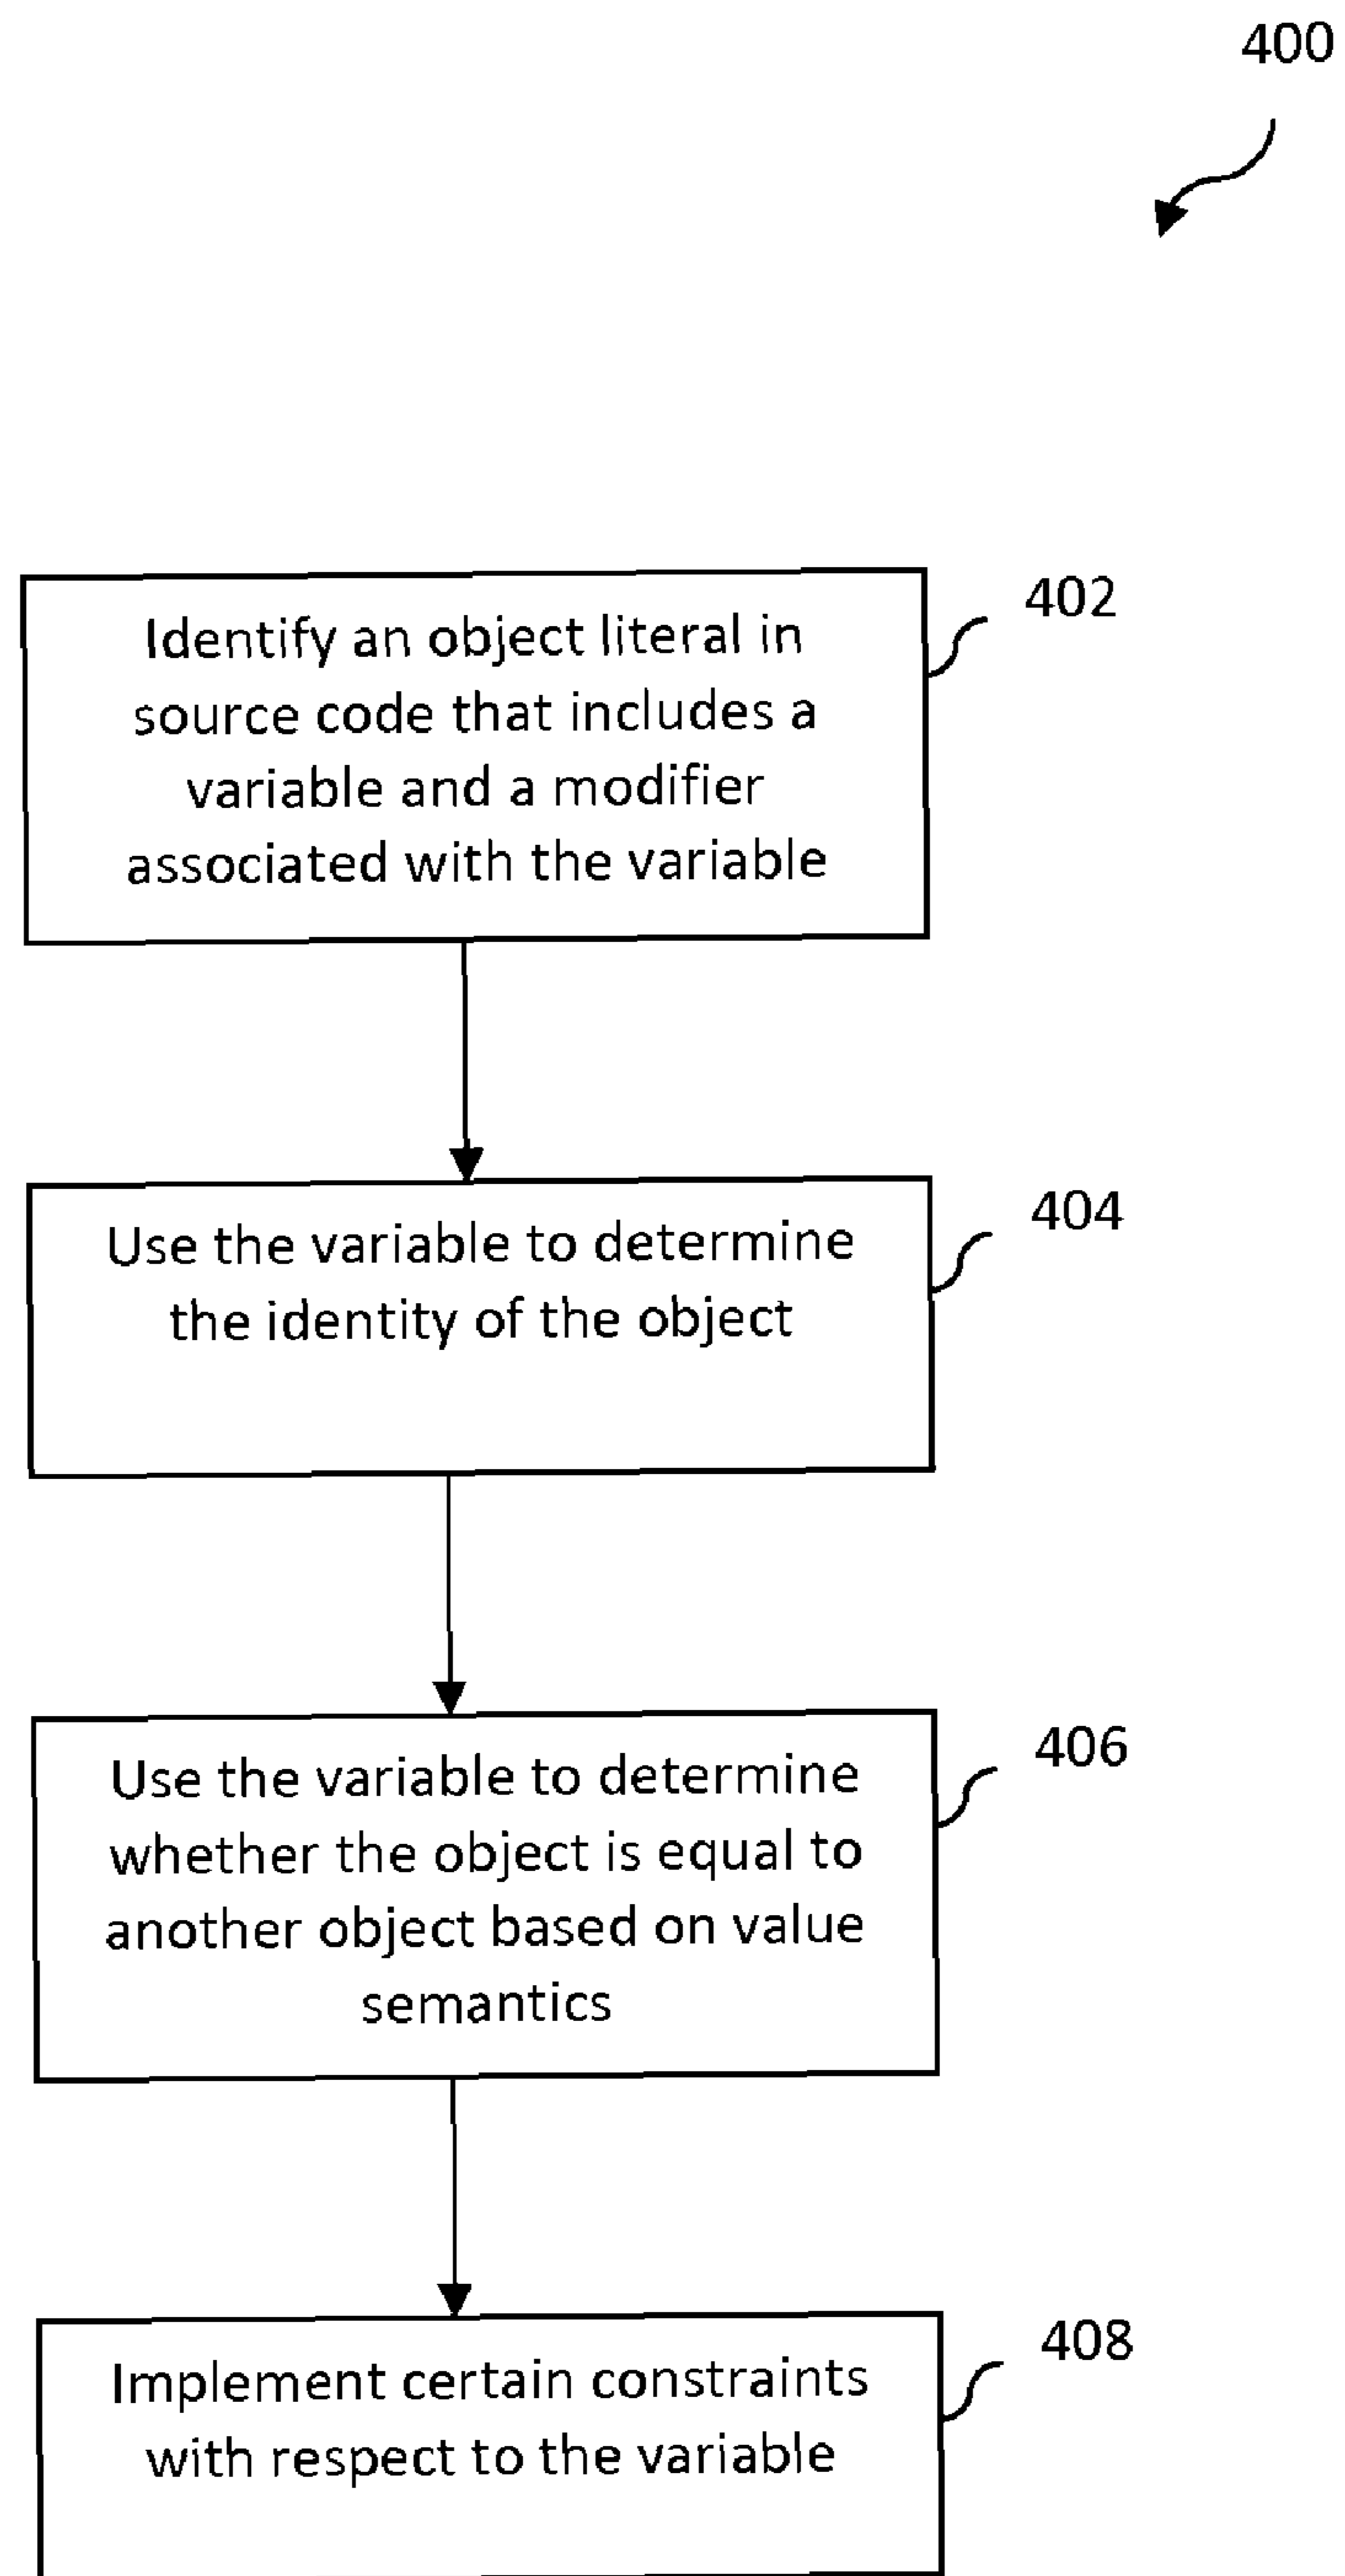 400
Identify an object literal in
source code that includes a
variable and a modifier
associated with the variable
402
Use the variable to determine
the identity of the object
404
Use the variable to determine
whether the object is equal to
another object based on value
semantics
406
Implement certain constraints
with respect to the variable
408